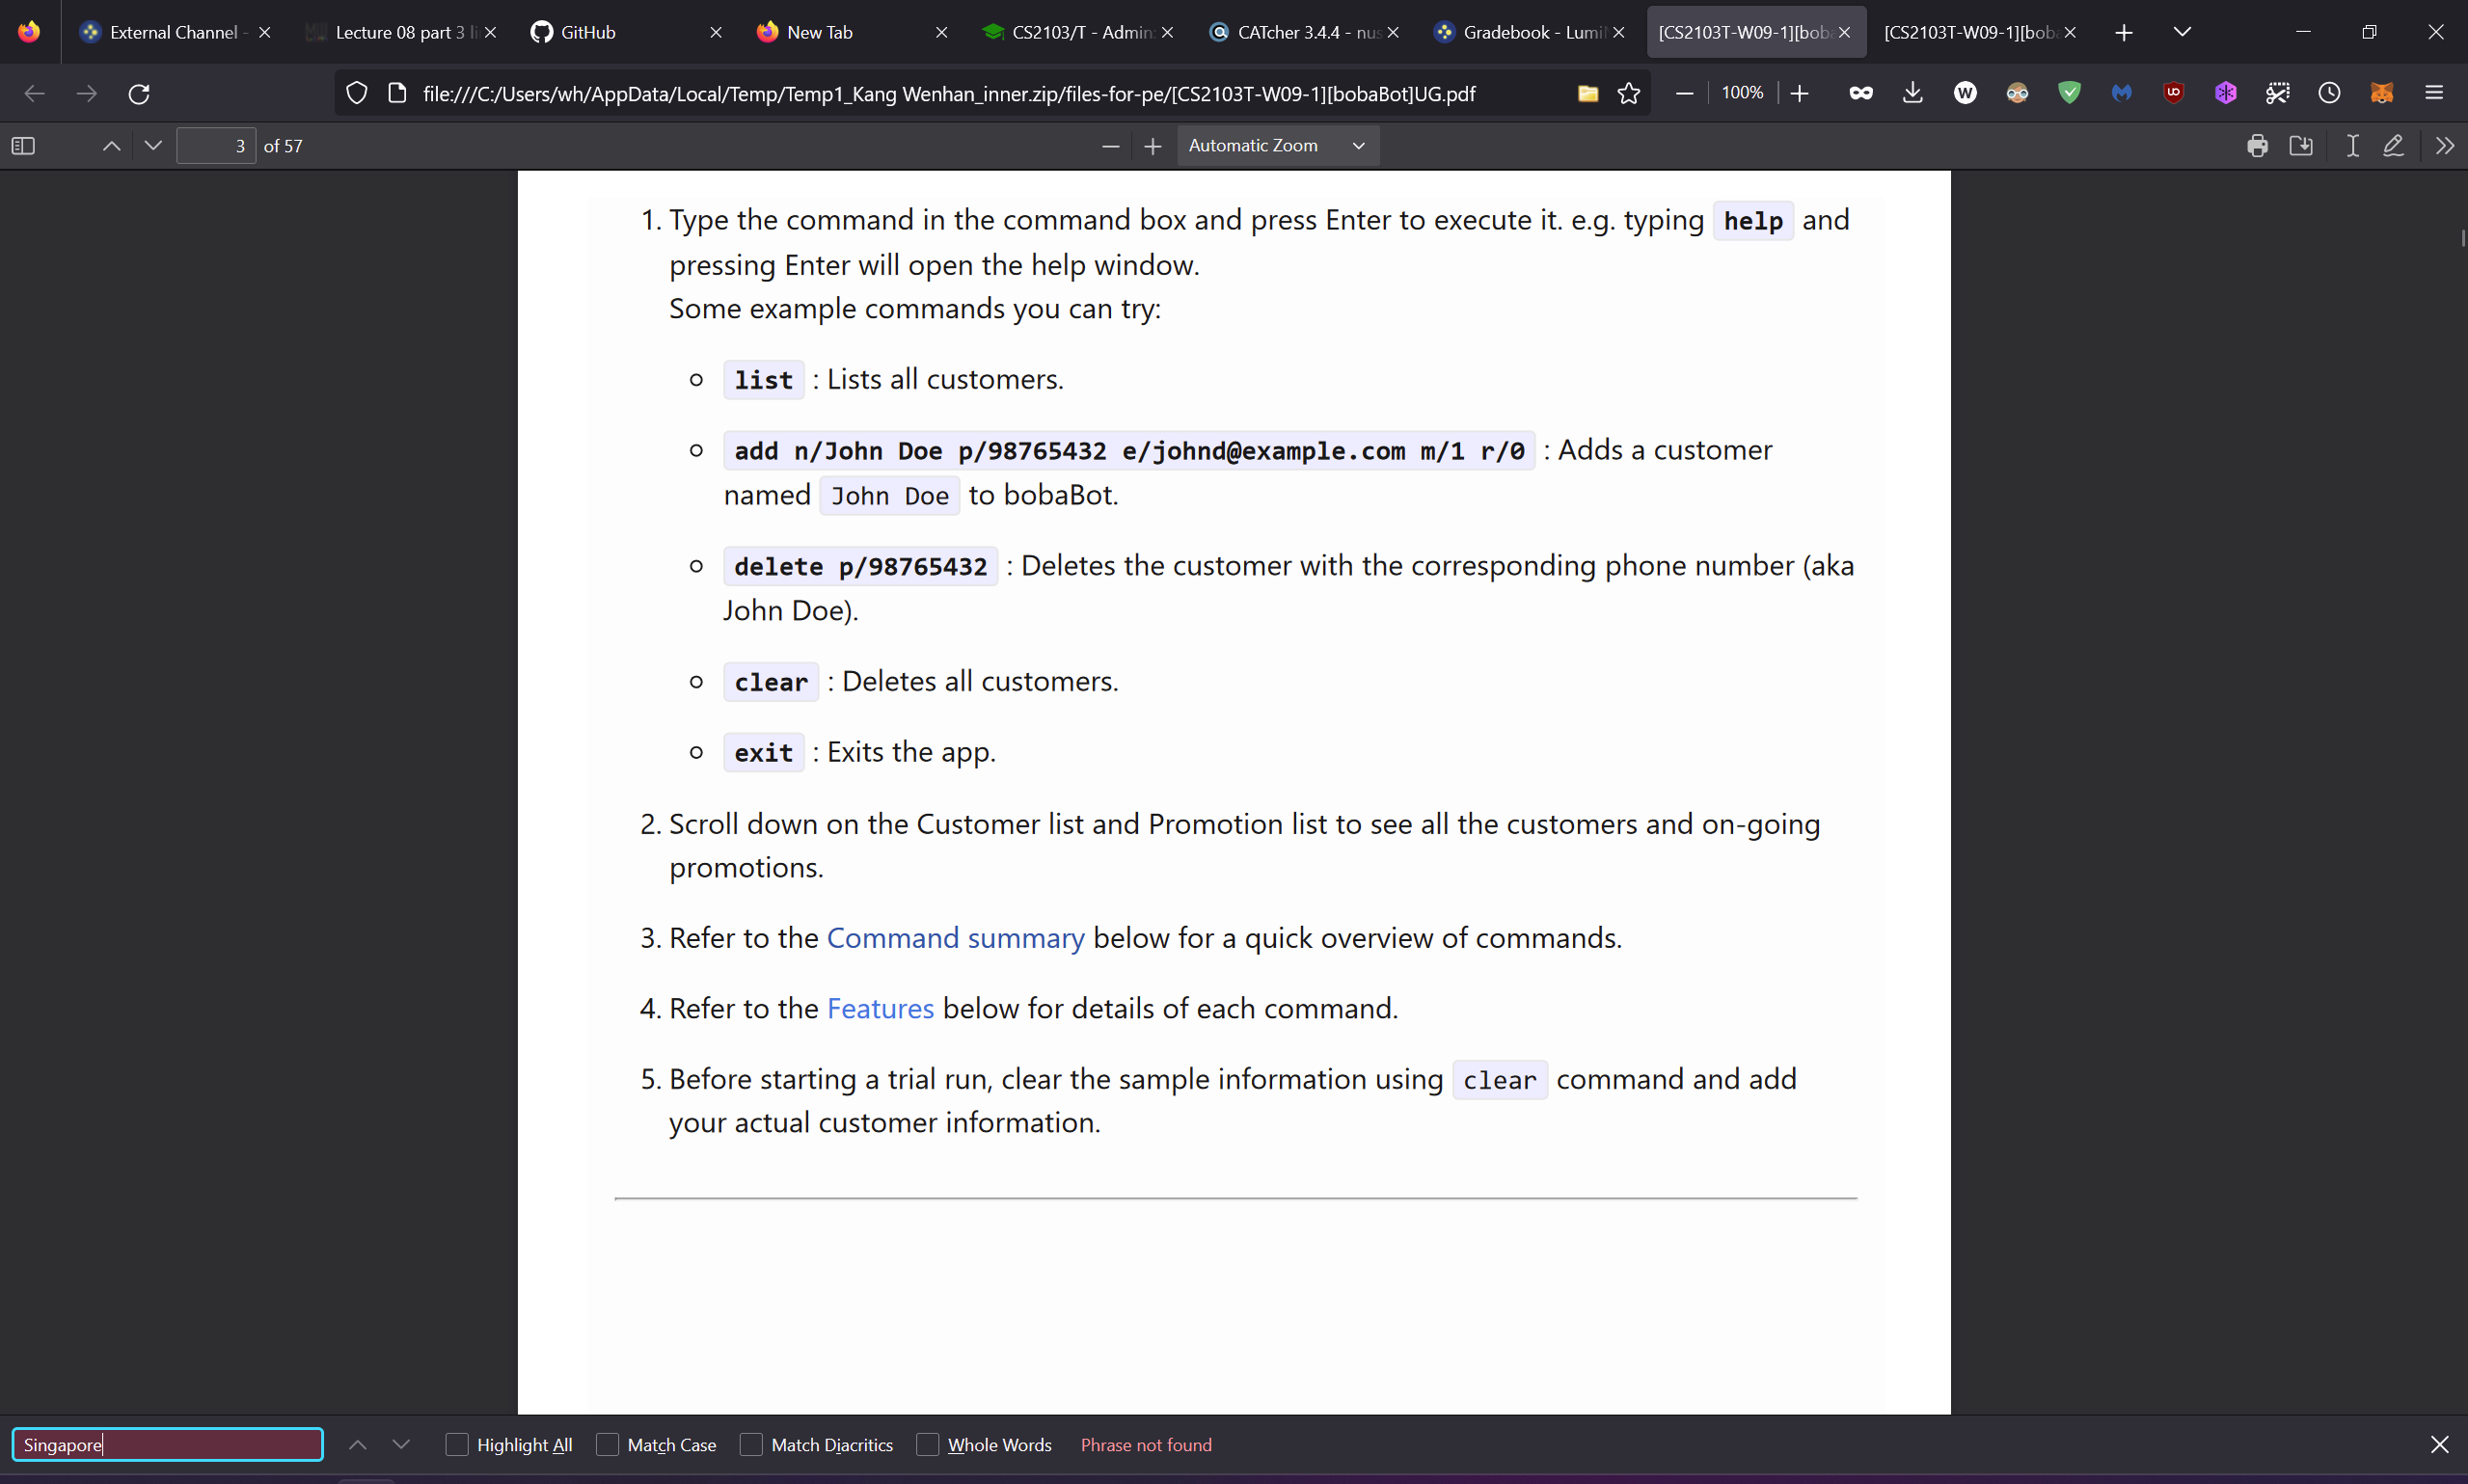 External Channel -
Lecture 08 part 3 li
GitHub
New Tab
CS2103/T - Admin:
CATcher 3.4.4 - nus
Gradebook - Lumi
[CS2103T-W09-1][boba
[CS2103T-W09-1][boba
file:///C:/Users/wh/AppData/Local/Temp/Temp1_Kang Wenhan_inner.zip/files-for-pe/[CS2103T-W09-1][bobaBot]UG.pdf
100%
3 of 57
Automatic Zoom
1. Type the command in the command box and press Enter to execute it. e.g. typing help and
pressing Enter will open the help window.
Some example commands you can try:
list : Lists all customers.
add n/John Doe p/98765432 e/johnd@example.com m/1 r/0 : Adds a customer
named John Doe to bobaBot.
delete p/98765432 : Deletes the customer with the corresponding phone number (aka
John Doe).
clear : Deletes all customers.
exit : Exits the app.
2. Scroll down on the Customer list and Promotion list to see all the customers and on-going
promotions.
3. Refer to the Command summary below for a quick overview of commands.
4. Refer to the Features below for details of each command.
5. Before starting a trial run, clear the sample information using clear command and add
your actual customer information.
Singapore
Highlight All
Match Case
Match Diacritics
Whole Words
Phrase not found